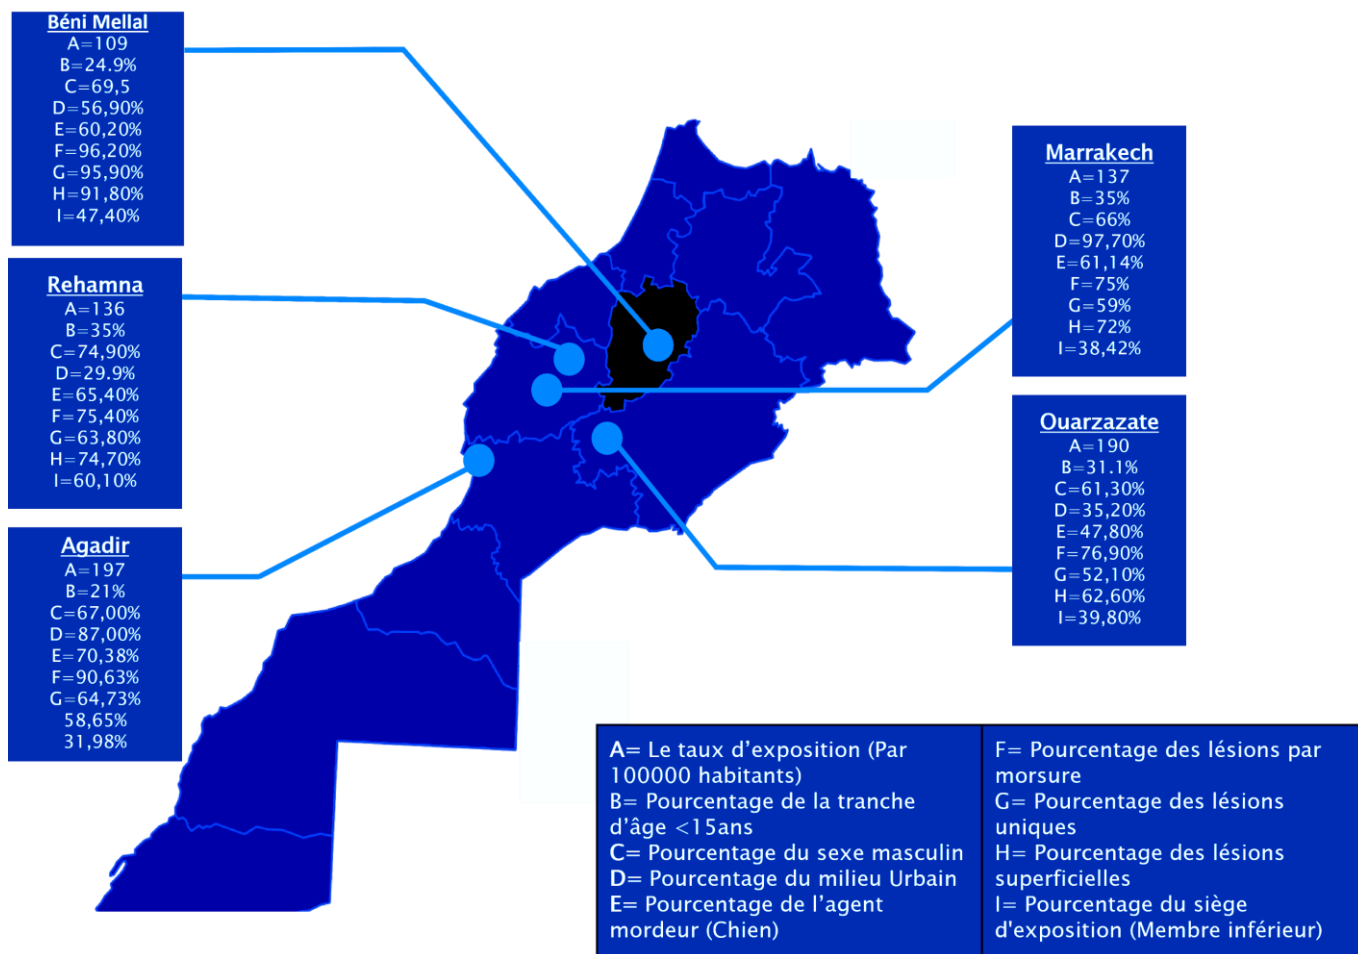 Béni Mellal
A=109
B=24.9%
C=69,5
D=56,90%
E=60,20%
F=96,20%
G=95,90%
H=91,80%
I=47,40%
Rehamna
A=136
B=35%
C=74,90%
D=29.9%
E=65,40%
F=75,40%
G=63,80%
H=74,70%
I=60,10%
Agadir
A=197
B=21%
C=67,00%
D=87,00%
E=70,38%
F=90,63%
G=64,73%
58,65%
31,98%
Marrakech
A=137
B=35%
C=66%
D=97,70%
E=61,14%
F=75%
G=59%
H=72%
I=38,42%
Ouarzazate
A=190
B=31.1%
C=61,30%
D=35,20%
E=47,80%
F=76,90%
G=52,10%
H=62,60%
I=39,80%
A= Le taux d'exposition (Par
100000 habitants)
B= Pourcentage de la tranche
d'âge <15ans
C= Pourcentage du sexe masculin
D= Pourcentage du milieu Urbain
E= Pourcentage de l'agent
mordeur (Chien)
F= Pourcentage des lésions par
morsure
G= Pourcentage des lésions
uniques
H= Pourcentage des lésions
superficielles
I= Pourcentage du siège
d'exposition (Membre inférieur)